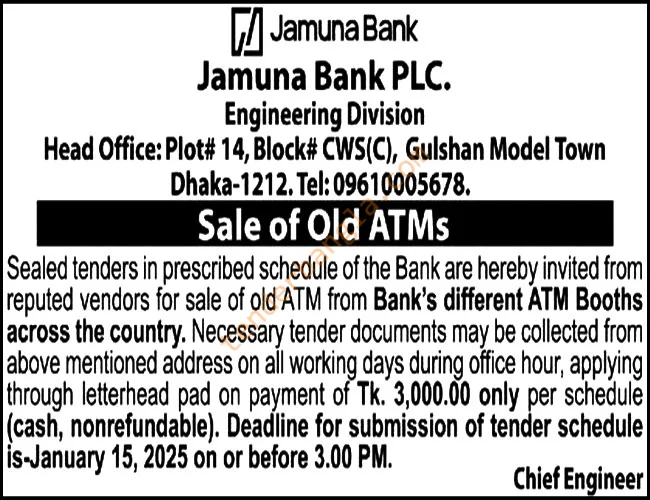 Jamuna Bank
Jamuna Bank PLC.
Engineering Division
Head Office: Plot# 14, Block# CWS(C), Gulshan Model Town
Dhaka-1212. Tel: 09610005678.
Sale of Old ATMs
Sealed tenders in prescribed schedule of the Bank are hereby invited from
reputed vendors for sale of old ATM from Bank's different ATM Booths
across the country. Necessary tender documents may be collected from
above mentioned address on all working days during office hour, applying
through letterhead pad on payment of Tk. 3,000.00 only per schedule
(cash, nonrefundable). Deadline for submission of tender schedule
is-January 15, 2025 on or before 3.00 PM.
Chief Engineer